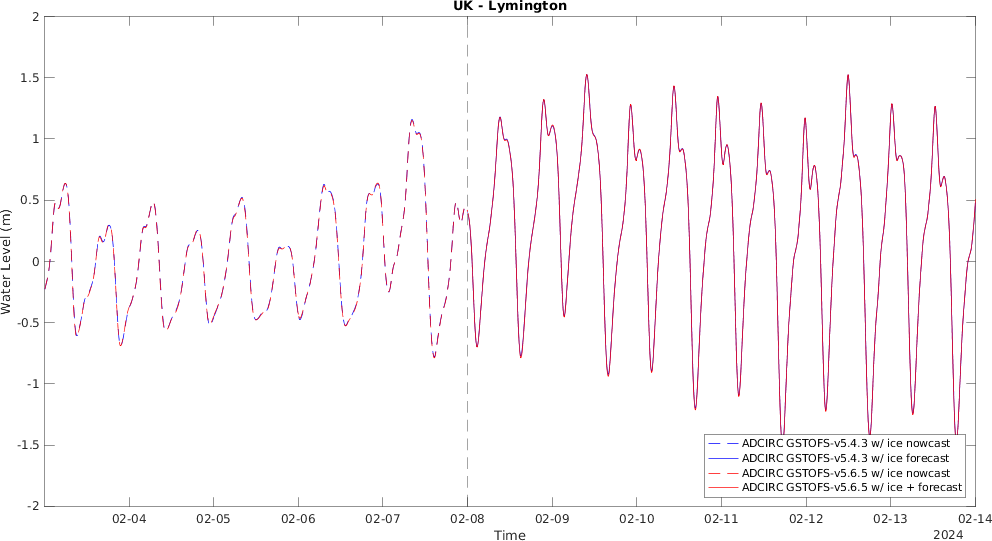 UK - Lymington
2
1.5
1
0.5
0
-0.5
-1
-1.5
-2
Water Level (m)
ADCIRC GSTOFS-v5.4.3 w/ ice nowcast
ADCIRC GSTOFS-v5.4.3 w/ ice forecast
ADCIRC GSTOFS-v5.6.5 w/ ice nowcast
ADCIRC GSTOFS-v5.6.5 w/ ice + forecast
02-04 02-05 02-06 02-07 02-08 02-09 02-10 02-11 02-12 02-13 02-14
Time
2024